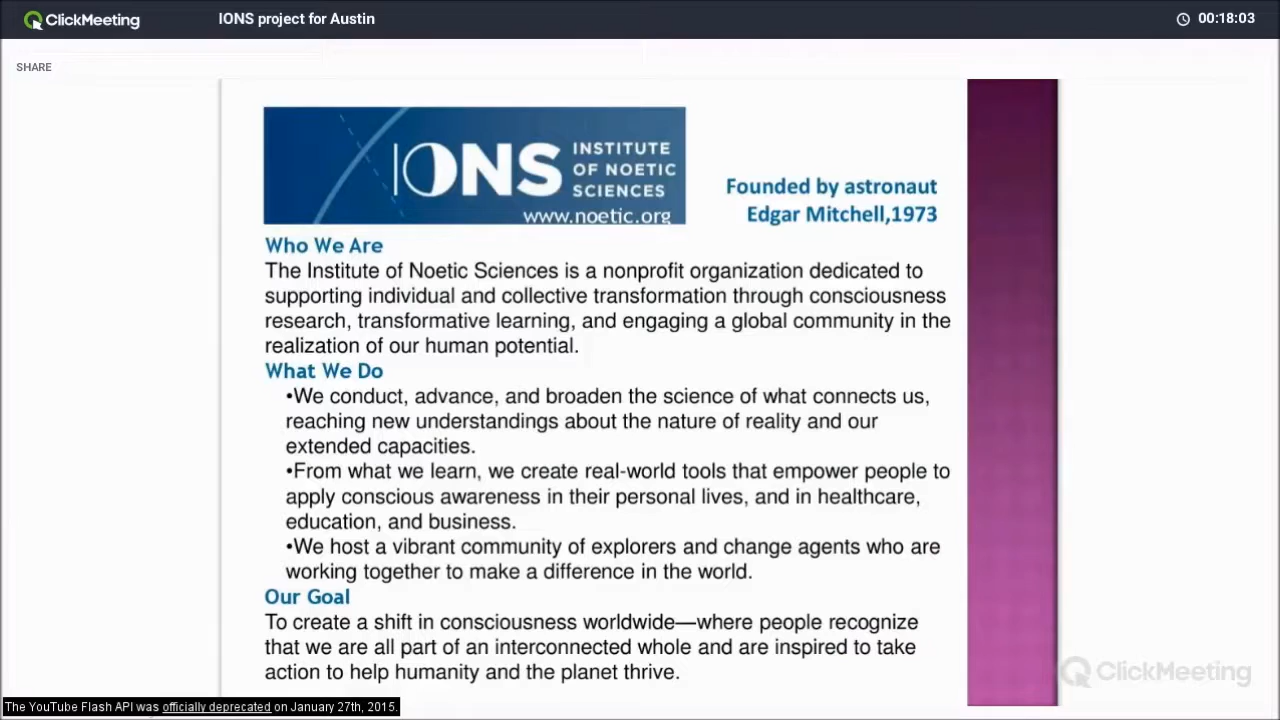 ClickMeeting
IONS project for Austin
00:18:03
SHARE
IONS
INSTITUTE
OF NOETIC
SCIENCES
www.noetic.org
Founded by astronaut
Edgar Mitchell,1973
Who We Are
The Institute of Noetic Sciences is a nonprofit organization dedicated to
supporting individual and collective transformation through consciousness
research, transformative learning, and engaging a global community in the
realization of our human potential.
What We Do
•We conduct, advance, and broaden the science of what connects us,
reaching new understandings about the nature of reality and our
extended capacities.
•From what we learn, we create real-world tools that empower people to
apply conscious awareness in their personal lives, and in healthcare,
education, and business.
•We host a vibrant community of explorers and change agents who are
working together to make a difference in the world.
Our Goal
To create a shift in consciousness worldwide—where people recognize
that we are all part of an interconnected whole and are inspired to take
action to help humanity and the planet thrive.
ClickMeeting
The YouTube Flash API was officially deprecated on January 27th, 2015.